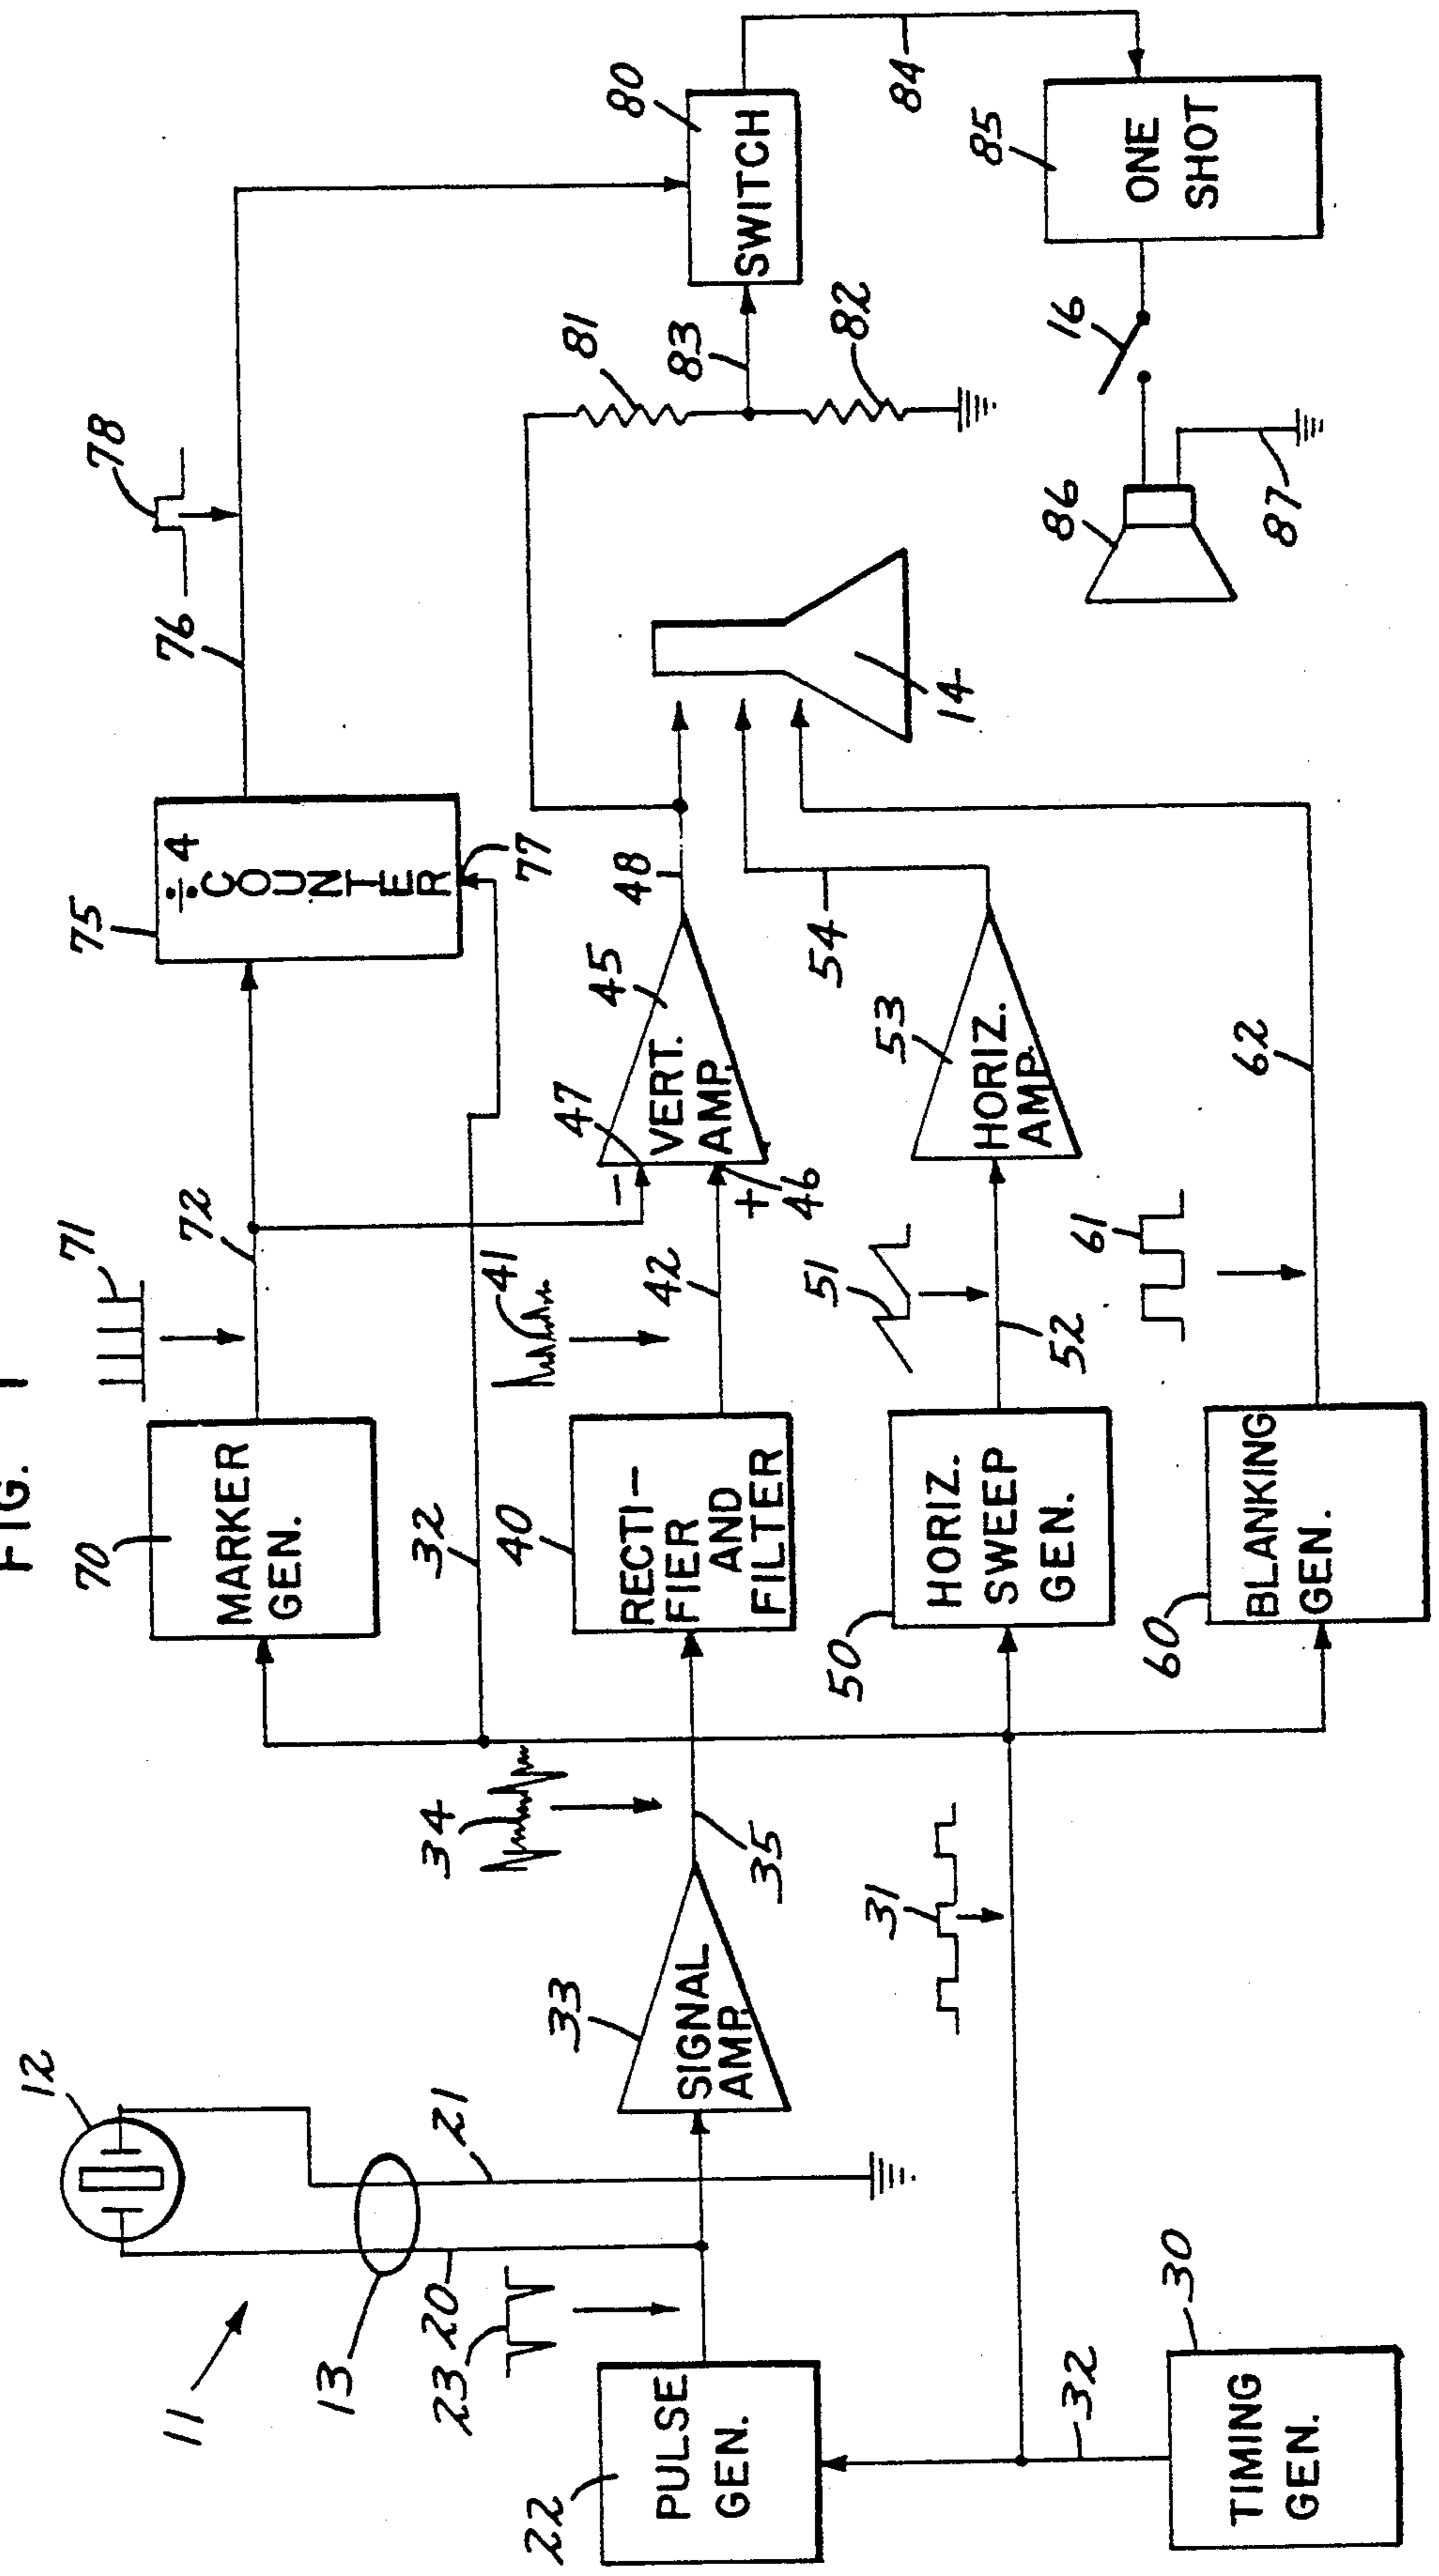 FIG. 1
11
12
13
20
21
23
22
PULSE
GEN.
TIMING
GEN.
30
32
31
33
SIGNAL
AMP.
34
35
70
MARKER
GEN.
71
72
32
40
RECTI-
FIER
AND
FILTER
41
42
50
HORIZ.
SWEEP
GEN.
51
52
60
BLANKING
GEN.
61
62
47
-
+
46
VERT.
AMP.
45
48
53
HORIZ.
AMP.
54
75
÷4
COUNTER
77
76
78
14
81
83
82
80
SWITCH
84
85
ONE
SHOT
16
86
87